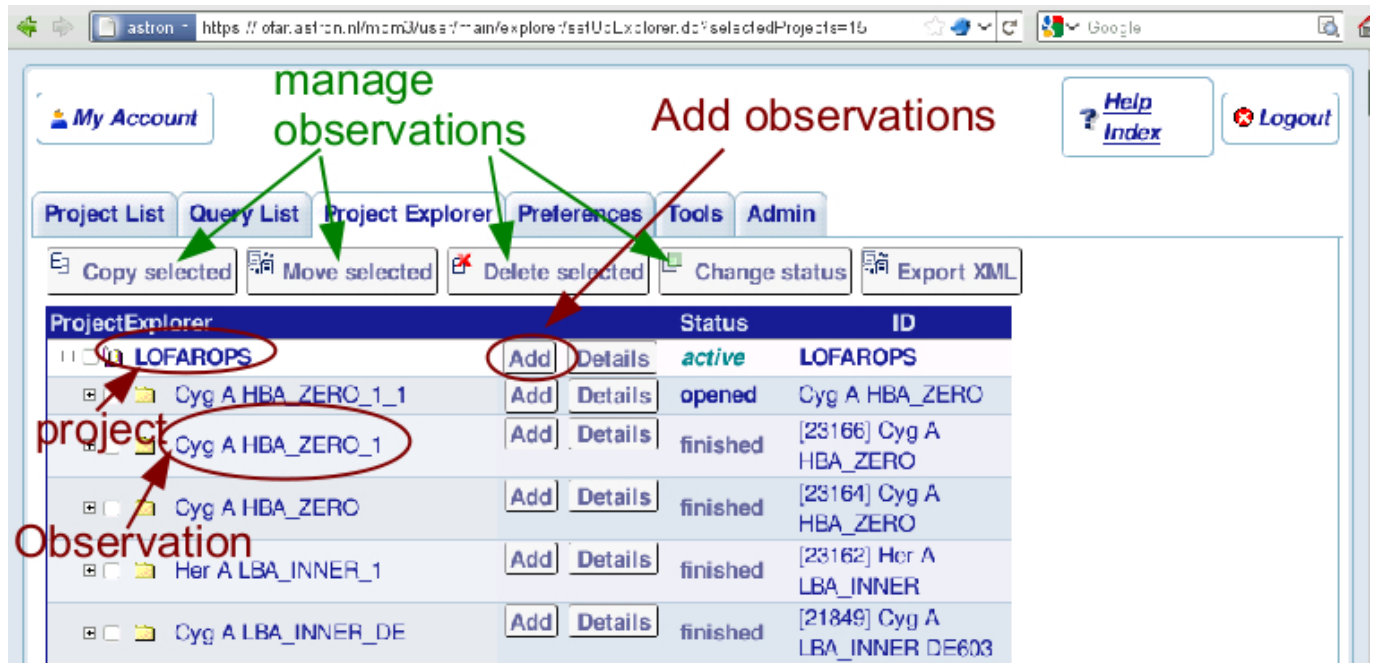 astron
Google
manage
observations
Add observations
My Account
? Help
Index
Logout
Project List Query List Project Explorer Preferences Tools Admin
Copy selected Move selected Delete selected Change status Export XML
ProjectExplorer Status ID
LOFAROPS Add Details active LOFAROPS
Cyg A HBA_ZERO_1_1 Add Details opened Cyg A HBA_ZERO
project
Cyg A HBA_ZERO_1 Add Details finished [23166] Cyg A
HBA_ZERO
Cyg A HBA_ZERO Add Details finished [23164] Cyg A
HBA_ZERO
Observation
Her A LBA_INNER_1 Add Details finished [23162] Her A
LBA_INNER
Cyg A LBA_INNER_DE Add Details finished [21849] Cyg A
LBA_INNER DE603